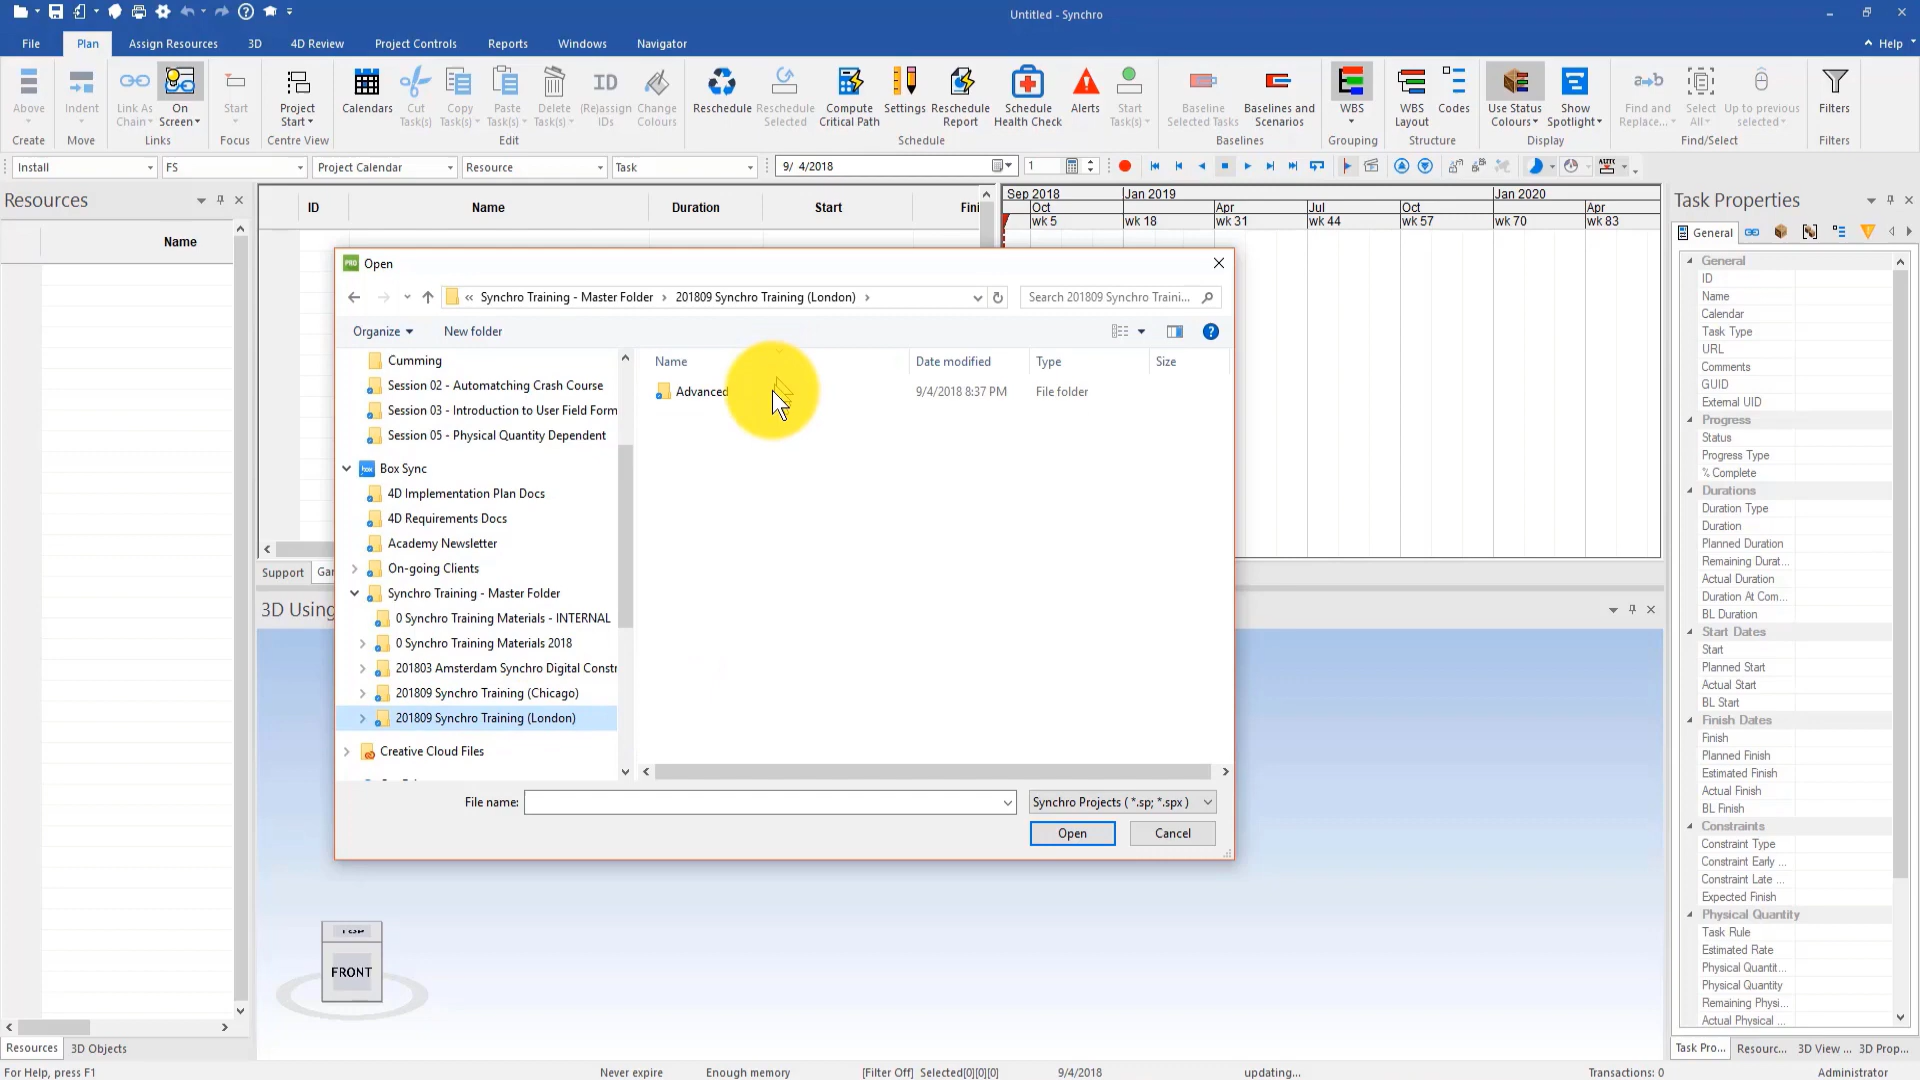 Untitled - Synchro
File Plan Assign Resources 3D 4D Review Project Controls Reports Windows Navigator Help
Above Indent Link As Chain On Screen Start Project Start Calendars Cut Task(s) Copy Task(s) Paste Task(s) Delete Task(s) (Re)assign IDs Change Colours Reschedule Reschedule Selected Compute Critical Path Settings Reschedule Report Schedule Health Check Alerts Start Task(s) Baseline Selected Tasks Baselines and Scenarios WBS WBS Layout Codes Use Status Colours Show Spotlight Find and Replace... Select All Up to previous selected Filters
Create Move Links Focus Centre View Edit Schedule Baselines Grouping Structure Display Find/Select Filters
Install FS Project Calendar Resource Task 9/ 4/2018 1
Resources
Name
ID Name Duration Start Fini
Sep 2018 Jan 2019 Jan 2020
Oct Apr Jul Oct Apr
wk 5 wk 18 wk 31 wk 44 wk 57 wk 70 wk 83
Open
« Synchro Training - Master Folder › 201809 Synchro Training (London) ›
Search 201809 Synchro Traini...
Organize New folder
Cumming
Session 02 - Automatching Crash Course
Session 03 - Introduction to User Field Form
Session 05 - Physical Quantity Dependent
Box Sync
4D Implementation Plan Docs
4D Requirements Docs
Academy Newsletter
On-going Clients
Synchro Training - Master Folder
0 Synchro Training Materials - INTERNAL
0 Synchro Training Materials 2018
201803 Amsterdam Synchro Digital Constr
201809 Synchro Training (Chicago)
201809 Synchro Training (London)
Creative Cloud Files
Name Date modified Type Size
Advanced 9/4/2018 8:37 PM File folder
File name: Synchro Projects ( *.sp; *.spx )
Open Cancel
Support Gan
3D Using
TOP
FRONT
Task Properties
General
General
ID
Name
Calendar
Task Type
URL
Comments
GUID
External UID
Progress
Status
Progress Type
% Complete
Durations
Duration Type
Duration
Planned Duration
Remaining Durat...
Actual Duration
Duration At Com...
BL Duration
Start Dates
Start
Planned Start
Actual Start
BL Start
Finish Dates
Finish
Planned Finish
Estimated Finish
Actual Finish
BL Finish
Constraints
Constraint Type
Constraint Early ...
Constraint Late ...
Expected Finish
Physical Quantity
Task Rule
Estimated Rate
Physical Quantit...
Physical Quantity
Remaining Physi...
Actual Physical ...
Resources 3D Objects
Task Pro... Resourc... 3D View ... 3D Prop...
For Help, press F1 Never expire Enough memory [Filter Off] Selected[0][0][0] 9/4/2018 updating... Transactions: 0 Administrator